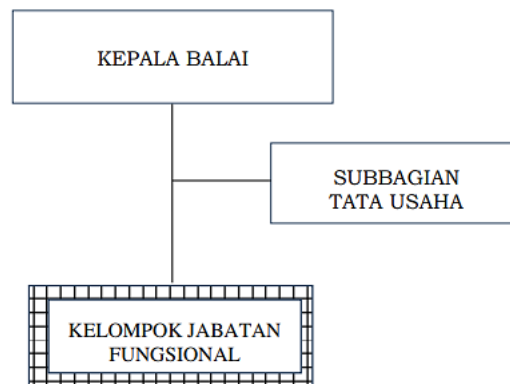 KEPALA BALAI
SUBBAGIAN
TATA USAHA
KELOMPOK JABATAN
FUNGSIONAL